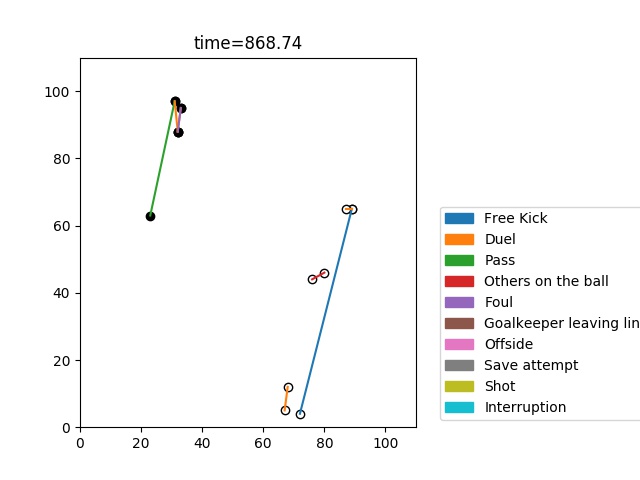 time=868.74
100
80
60
40
20
0
0 20 40 60 80 100
Free Kick
Duel
Pass
Others on the ball
Foul
Goalkeeper leaving lin
Offside
Save attempt
Shot
Interruption